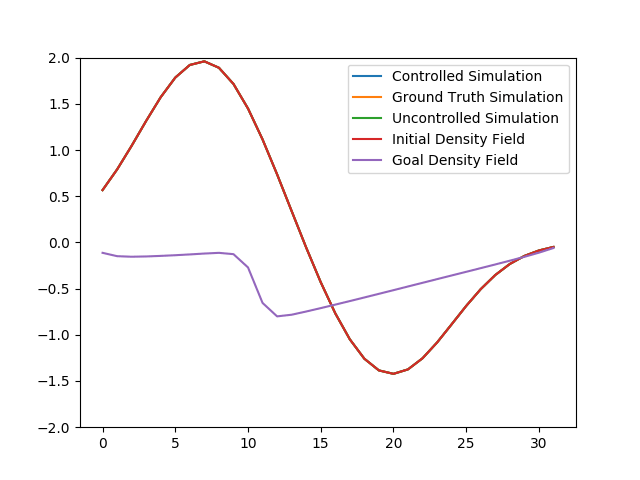 2.0
1.5
1.0
0.5
0.0
−0.5
−1.0
−1.5
−2.0
0 5 10 15 20 25 30
Controlled Simulation
Ground Truth Simulation
Uncontrolled Simulation
Initial Density Field
Goal Density Field